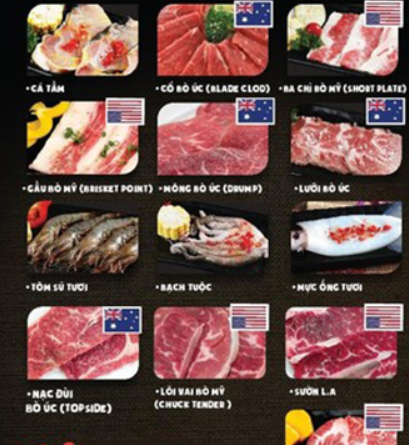 • CÁ TẦM
• CỔ BÒ ÚC (BLADE CLOD)
• BA CHỈ BÒ MỸ (SHORT PLATE)
• GẦU BÒ MỸ (BRISKET POINT)
• MÔNG BÒ ÚC (DRUMP)
• LƯỠI BÒ ÚC
• TÔM SÚ TƯƠI
• BẠCH TUỘC
• MỰC ỐNG TƯƠI
• NẠC ĐÙI
BÒ ÚC (TOPSIDE)
• LÕI VAI BÒ MỸ
(CHUCK TENDER)
• SƯỜN L.A